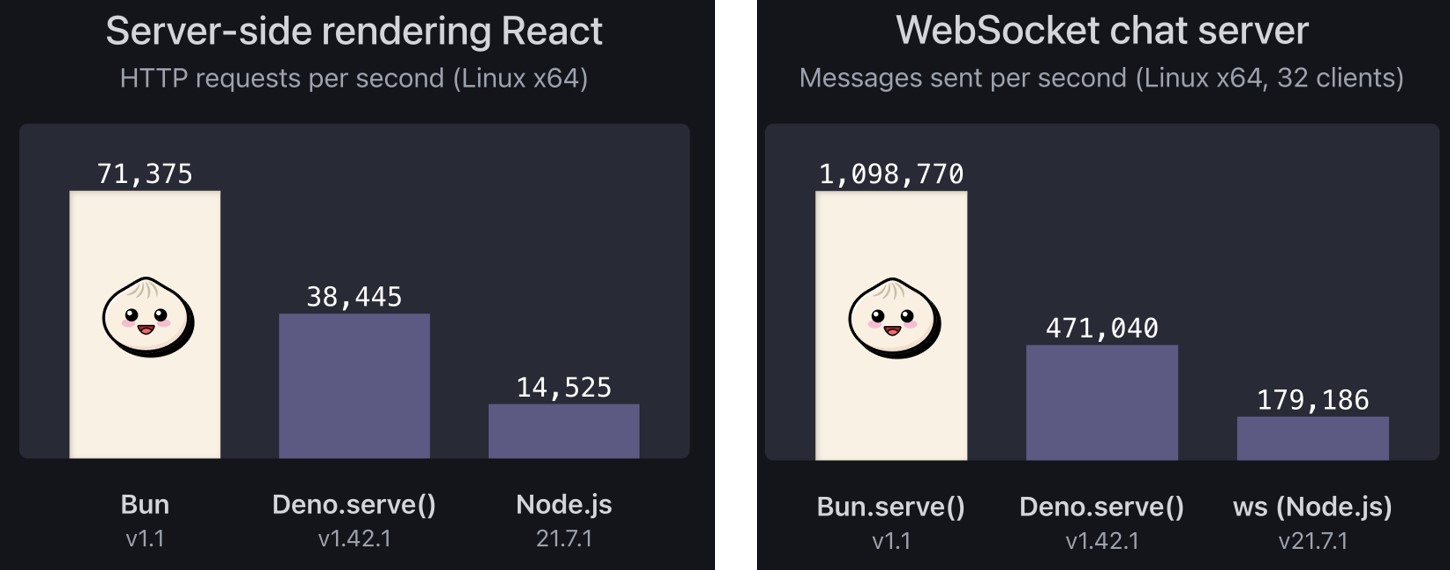 Server-side rendering React
HTTP requests per second (Linux x64)
71,375
38,445
14,525
Bun
v1.1
Deno.serve()
v1.42.1
Node.js
21.7.1
WebSocket chat server
Messages sent per second (Linux x64, 32 clients)
1,098,770
471,040
179,186
Bun.serve()
v1.1
Deno.serve()
v1.42.1
ws (Node.js)
v21.7.1